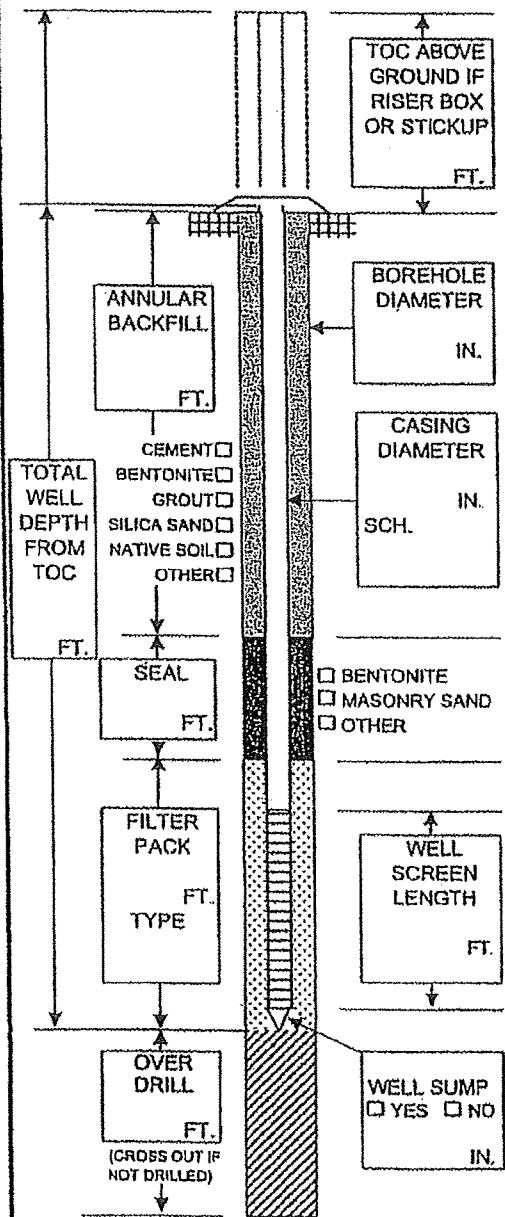 TOC ABOVE
GROUND IF
RISER BOX
OR STICKUP
FT.
ANNULAR
BACKFILL
FT.
BOREHOLE
DIAMETER
IN.
CEMENT☐
BENTONITE☐
GROUT☐
SILICA SAND☐
NATIVE SOIL☐
OTHER☐
CASING
DIAMETER
IN.
SCH.
TOTAL
WELL
DEPTH
FROM
TOC
FT.
SEAL
FT.
☐ BENTONITE
☐ MASONRY SAND
☐ OTHER
FILTER
PACK
FT.
TYPE
WELL
SCREEN
LENGTH
FT.
OVER
DRILL
FT.
(CROSS OUT IF
NOT DRILLED)
WELL SUMP
☐ YES ☐ NO
IN.